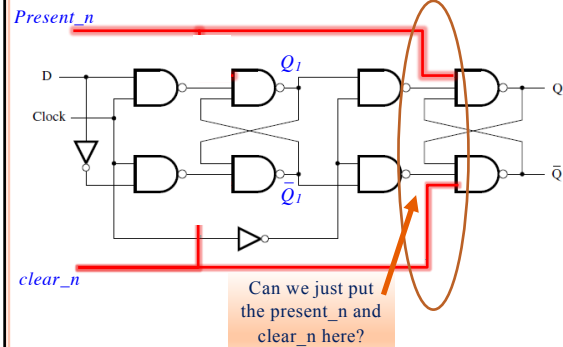 Present_n
Q1
D
Q
Clock
Q̅1
Q̅
clear_n
Can we just put
the present_n and
clear_n here?